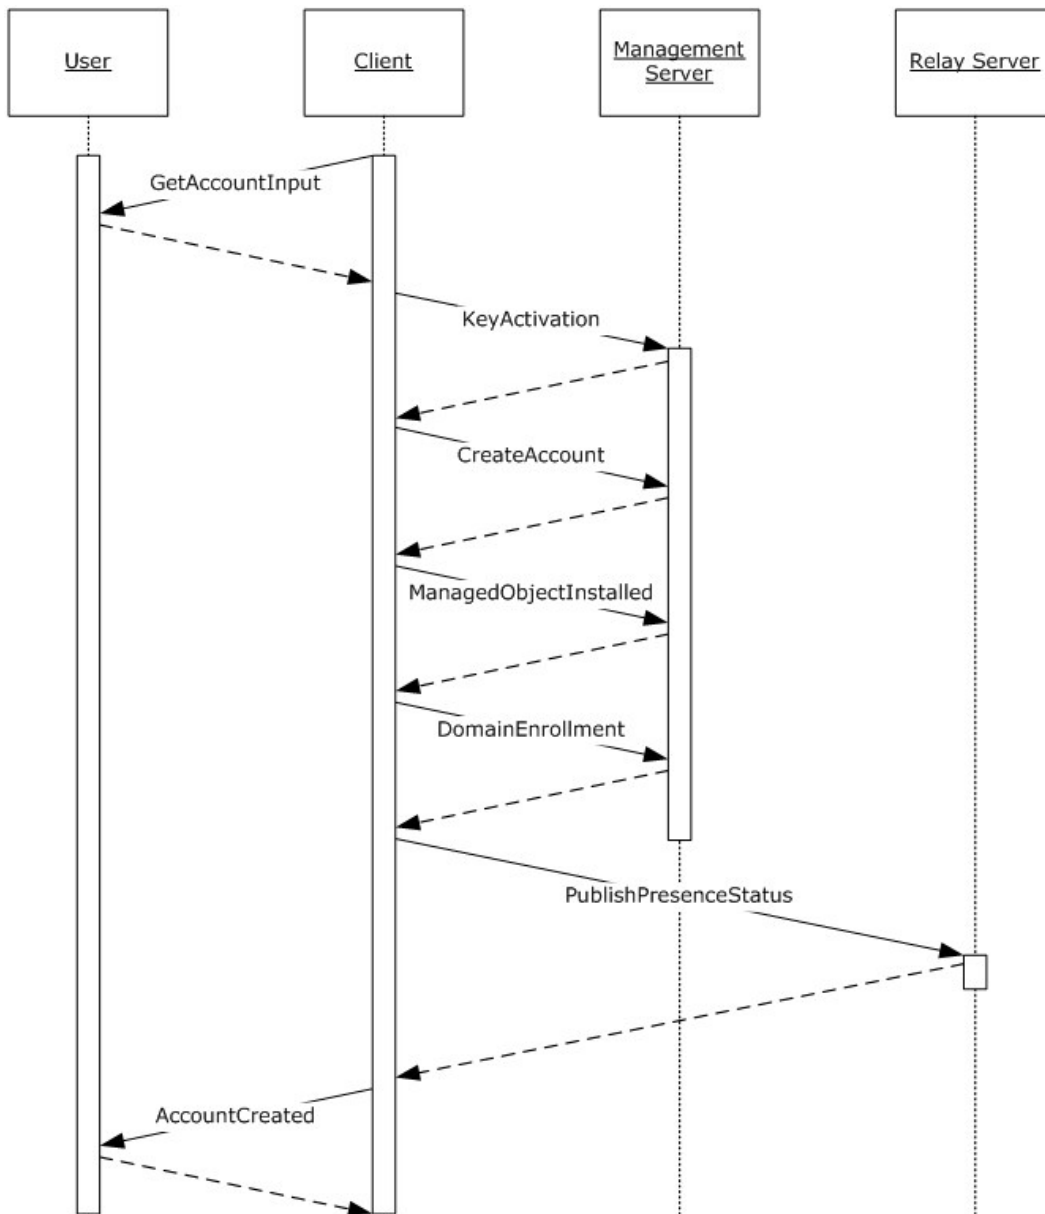 User
Client
Management
Server
Relay Server
GetAccountInput
KeyActivation
CreateAccount
ManagedObjectInstalled
DomainEnrollment
PublishPresenceStatus
AccountCreated